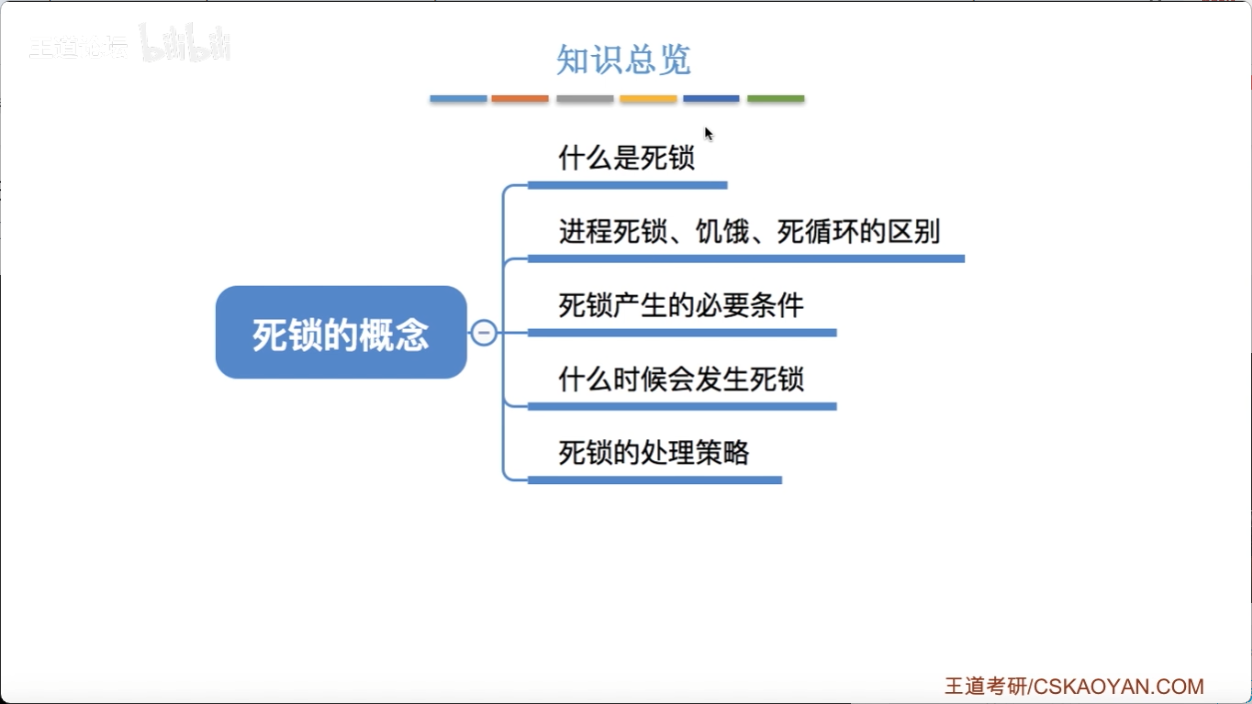 王道论坛 bilibili
知识总览
什么是死锁
进程死锁、饥饿、死循环的区别
死锁产生的必要条件
死锁的概念
什么时候会发生死锁
死锁的处理策略
王道考研/CSKAOYAN.COM